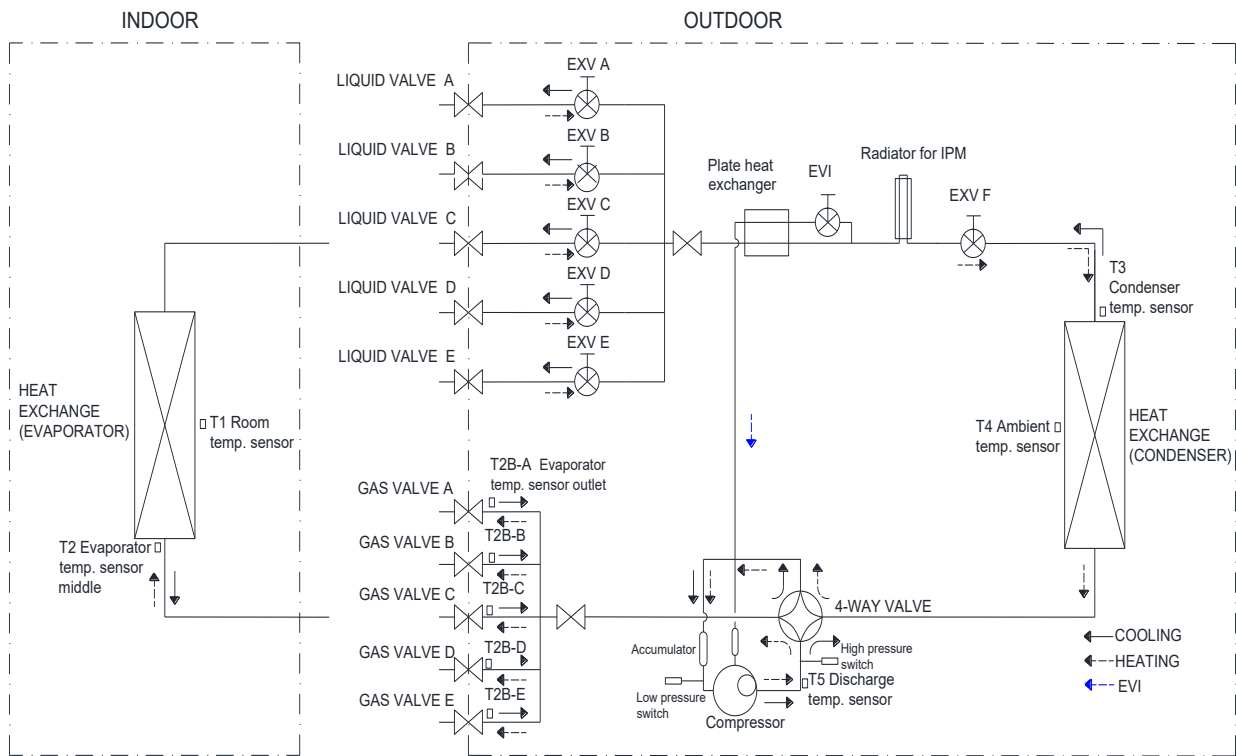 INDOOR
OUTDOOR
LIQUID VALVE A
EXV A
LIQUID VALVE B
EXV B
LIQUID VALVE C
EXV C
LIQUID VALVE D
EXV D
LIQUID VALVE E
EXV E
Plate heat
exchanger
EVI
Radiator for IPM
EXV F
T3
Condenser
temp. sensor
HEAT
EXCHANGE
(EVAPORATOR)
T1 Room
temp. sensor
T4 Ambient
temp. sensor
HEAT
EXCHANGE
(CONDENSER)
T2 Evaporator
temp. sensor
middle
T2B-A Evaporator
temp. sensor outlet
GAS VALVE A
T2B-B
GAS VALVE B
T2B-C
GAS VALVE C
T2B-D
GAS VALVE D
T2B-E
GAS VALVE E
4-WAY VALVE
Accumulator
High pressure
switch
Low pressure
switch
T5 Discharge
temp. sensor
Compressor
COOLING
HEATING
EVI